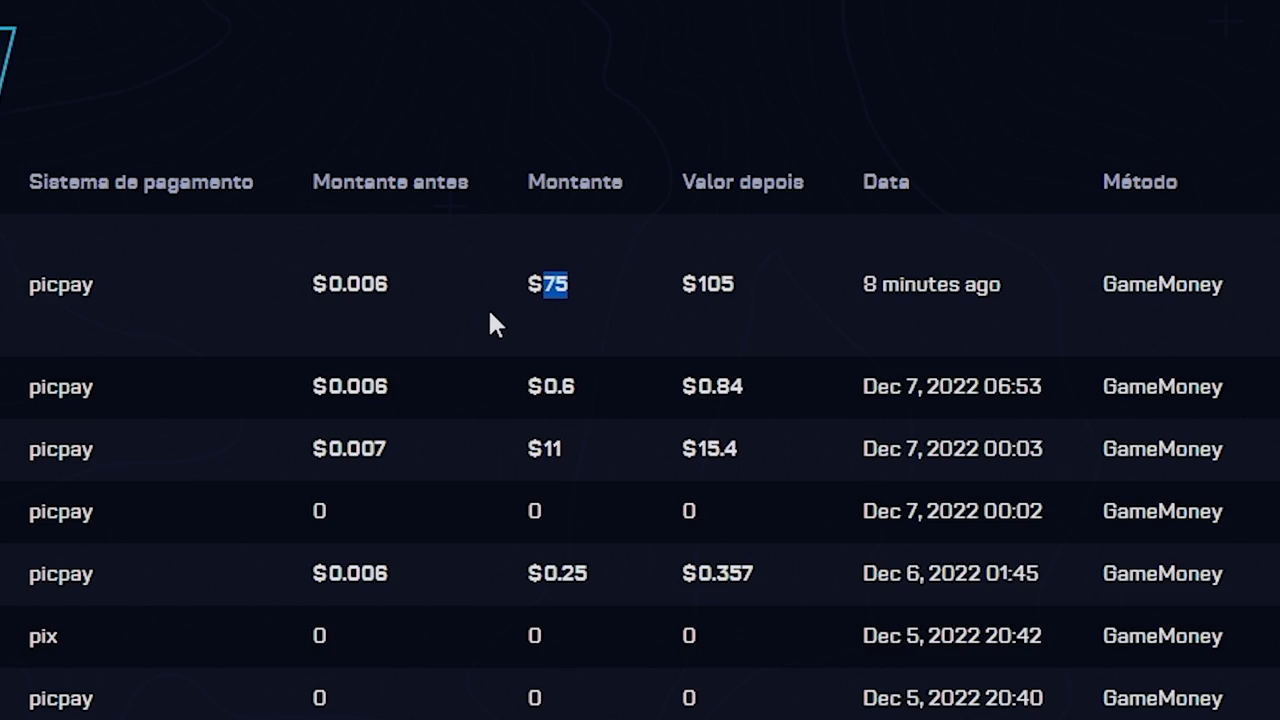 Sistema de pagamento Montante antes Montante Valor depois Data Método
picpay $0.006 $75 $105 8 minutes ago GameMoney
picpay $0.006 $0.6 $0.84 Dec 7, 2022 06:53 GameMoney
picpay $0.007 $11 $15.4 Dec 7, 2022 00:03 GameMoney
picpay 0 0 0 Dec 7, 2022 00:02 GameMoney
picpay $0.006 $0.25 $0.357 Dec 6, 2022 01:45 GameMoney
pix 0 0 0 Dec 5, 2022 20:42 GameMoney
picpay 0 0 0 Dec 5, 2022 20:40 GameMoney